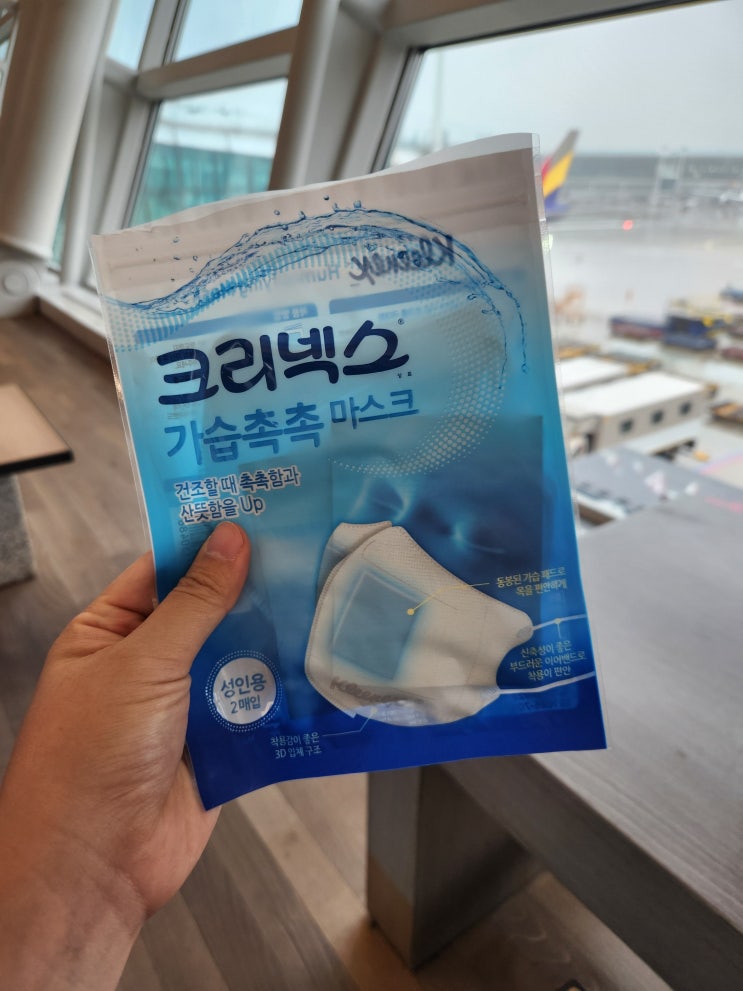 Kleenex
크리넥스®
가습촉촉 마스크
건조할 때 촉촉함과
산뜻함을 Up
동봉된 가습 패드로
목을 편안하게
신축성이 좋은
부드러운 이어밴드로
착용이 편안
Kleenex
성인용
2매입
착용감이 좋은
3D 입체 구조